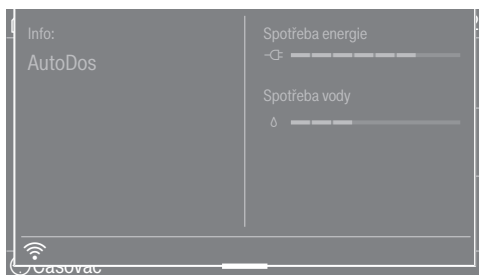 Info:
AutoDos
Spotřeba energie
Spotřeba vody
Časovač